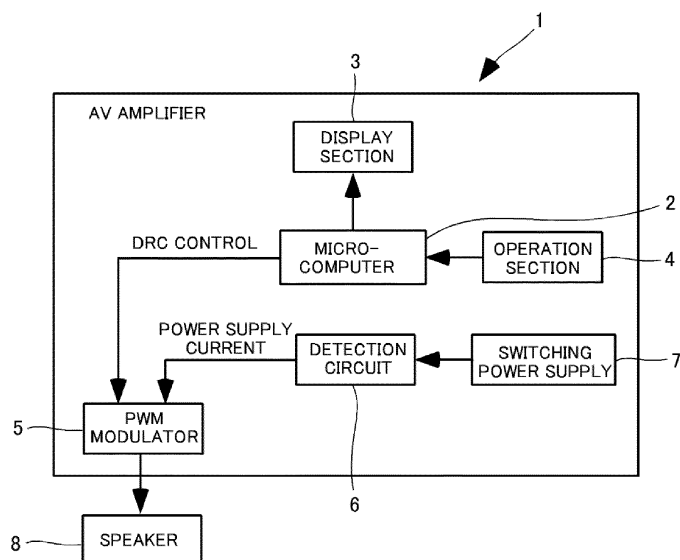 1
3
AV AMPLIFIER
DISPLAY
SECTION
2
DRC CONTROL
MICRO-
COMPUTER
OPERATION
SECTION
4
POWER SUPPLY
CURRENT
DETECTION
CIRCUIT
SWITCHING
POWER SUPPLY
7
5
PWM
MODULATOR
6
8
SPEAKER